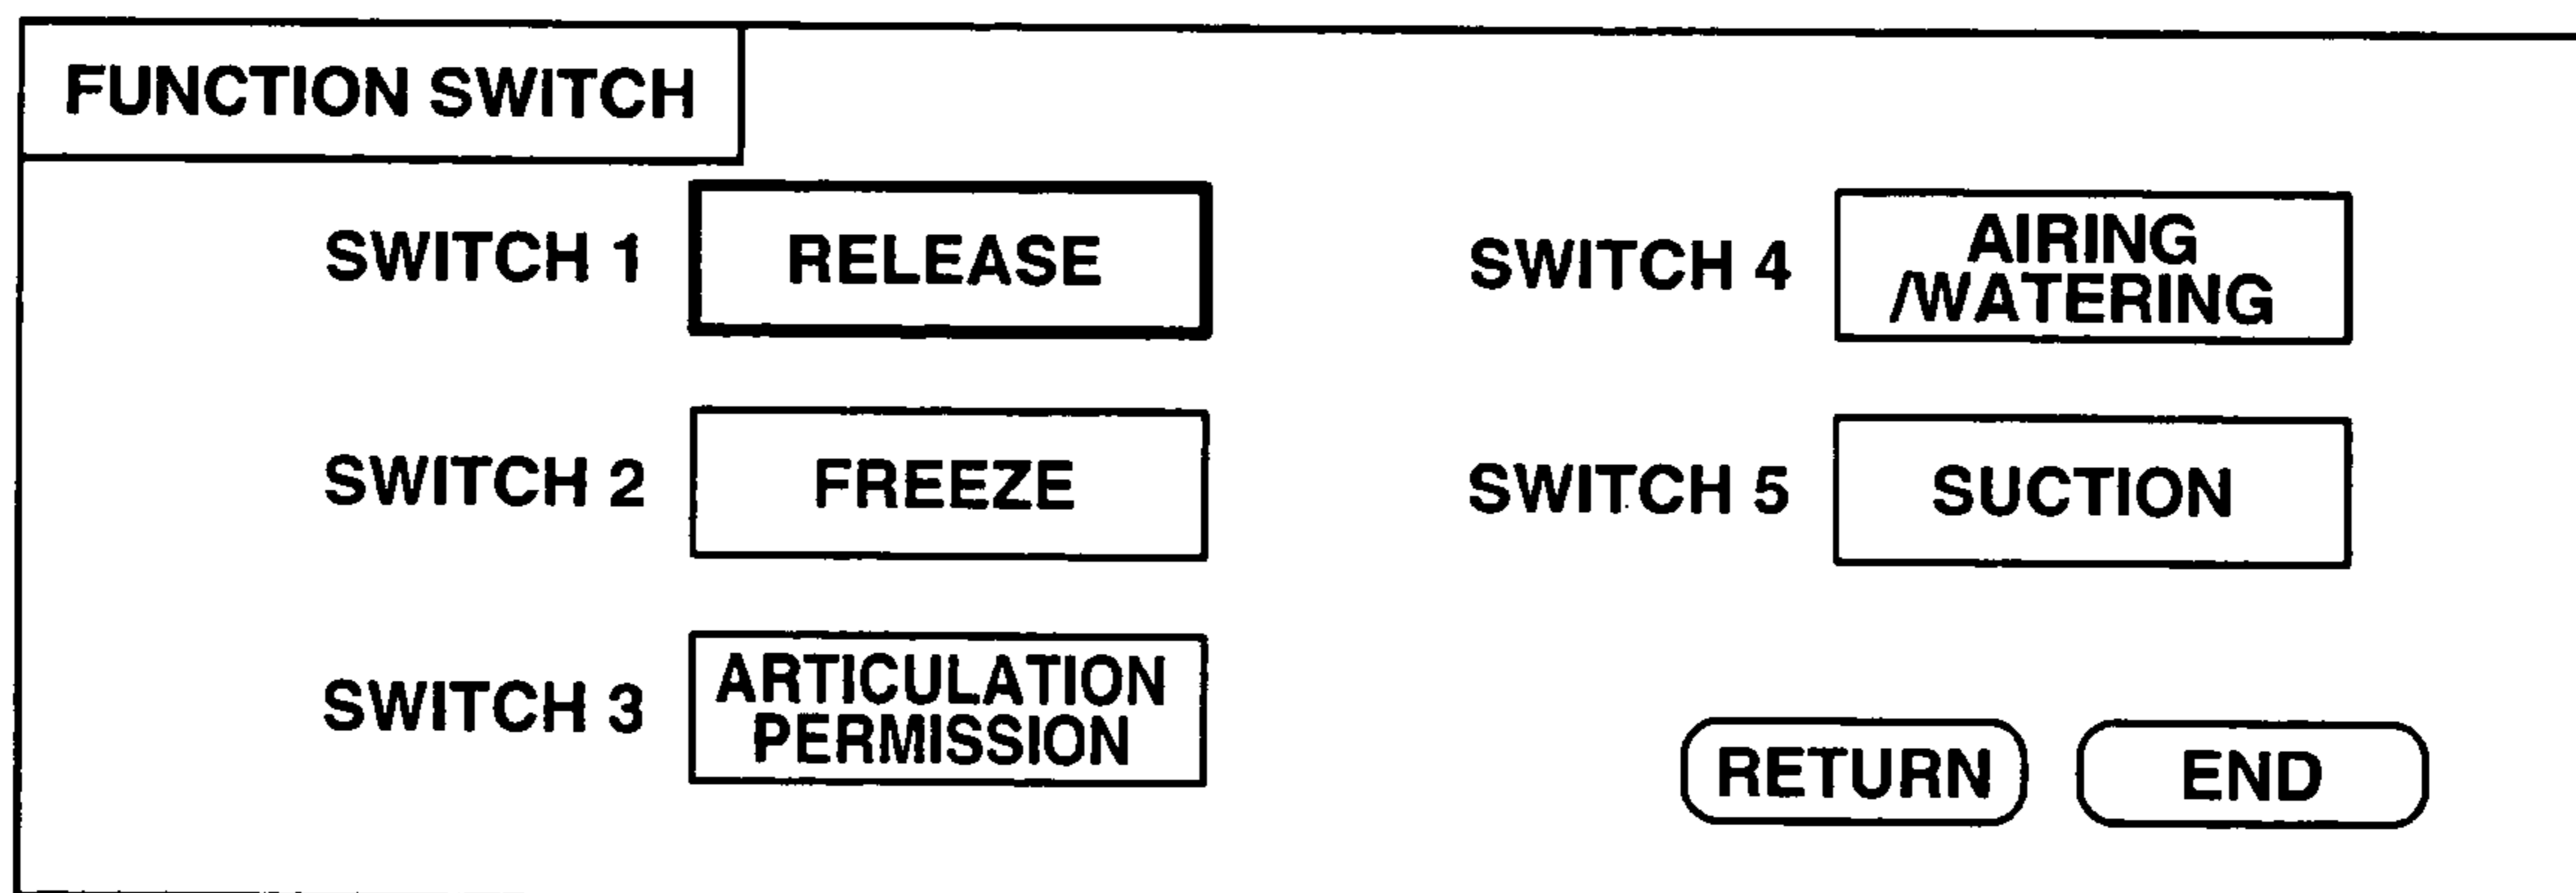 FUNCTION SWITCH
SWITCH 1
RELEASE
SWITCH 2
FREEZE
SWITCH 3
ARTICULATION
PERMISSION
SWITCH 4
AIRING
/WATERING
SWITCH 5
SUCTION
RETURN
END